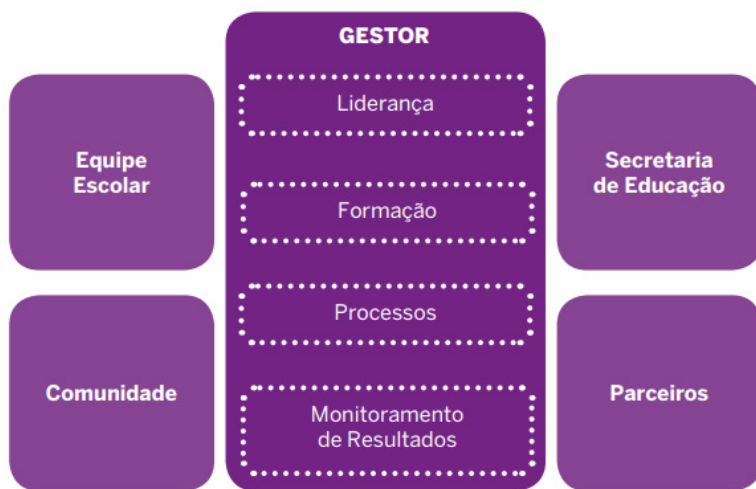 GESTOR
Liderança
Formação
Processos
Monitoramento
de Resultados
Equipe
Escolar
Comunidade
Secretaria
de Educação
Parceiros